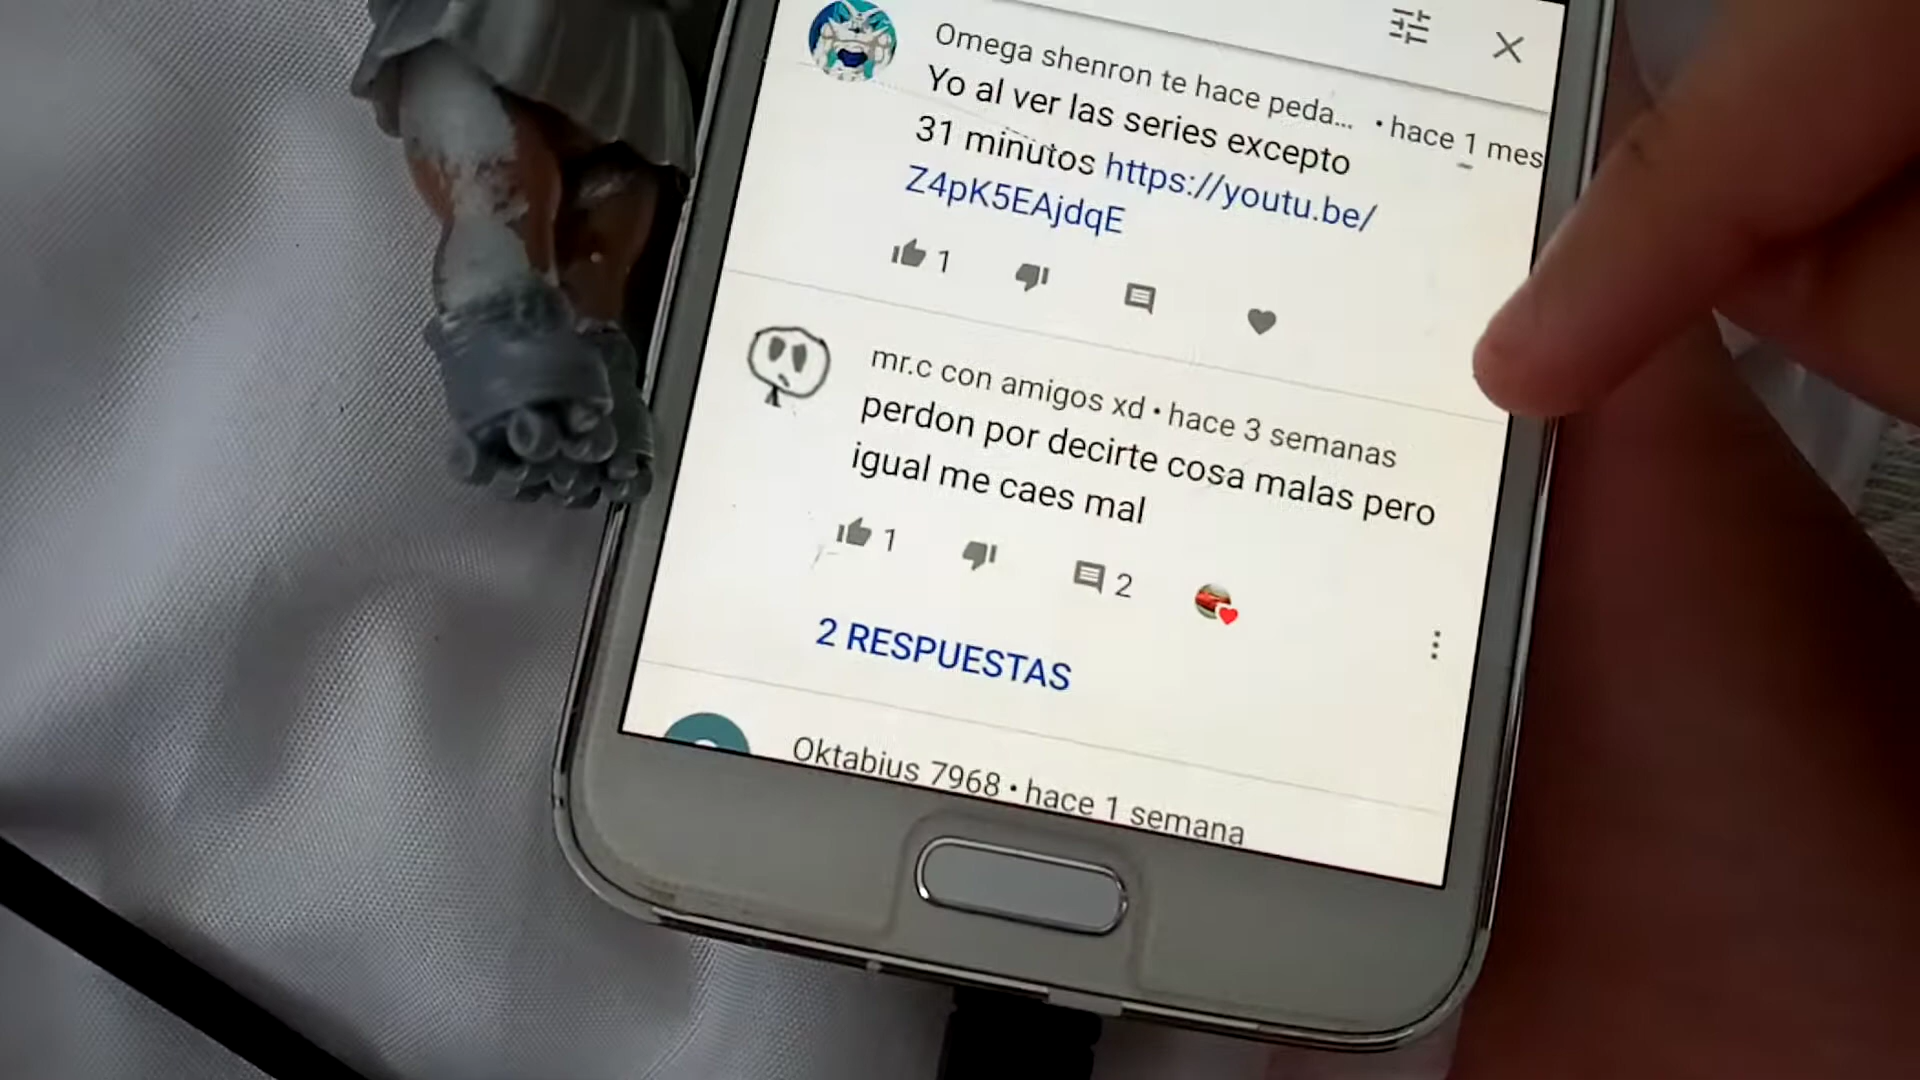 Omega shenron te hace peda... • hace 1 mes
Yo al ver las series excepto
31 minutos https://youtu.be/
Z4pK5EAjdqE
1
mr.c con amigos xd • hace 3 semanas
perdon por decirte cosa malas pero
igual me caes mal
1 2
2 RESPUESTAS
Oktabius 7968 • hace 1 semana